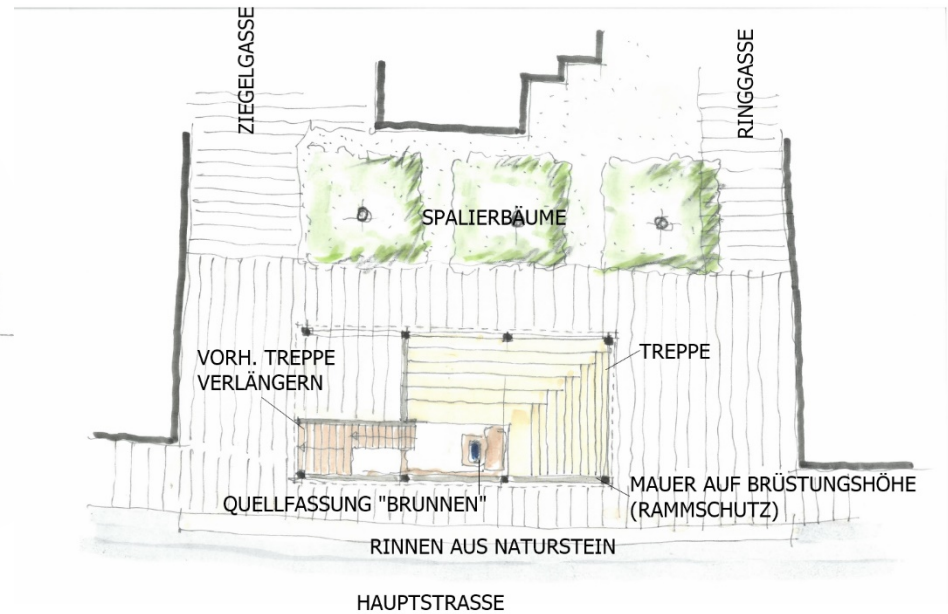 ZIEGELGASSE
RINGGASSE
SPALIERBÄUME
VORH. TREPPE
VERLÄNGERN
TREPPE
QUELLFASSUNG "BRUNNEN"
MAUER AUF BRÜSTUNGSHÖHE
(RAMMSCHUTZ)
RINNEN AUS NATURSTEIN
HAUPTSTRASSE